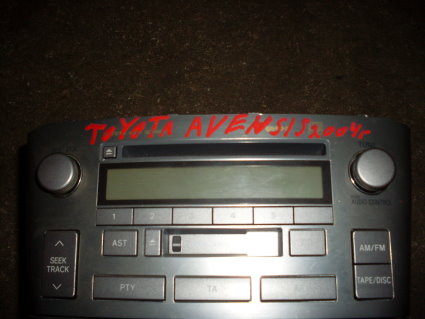 TOYOTA AVENSIS 2004r
TUNE
AUDIO CONTROL
1 2 3 4 5
AST
SEEK
TRACK
AM/FM
TAPE/DISC
PTY TA AF